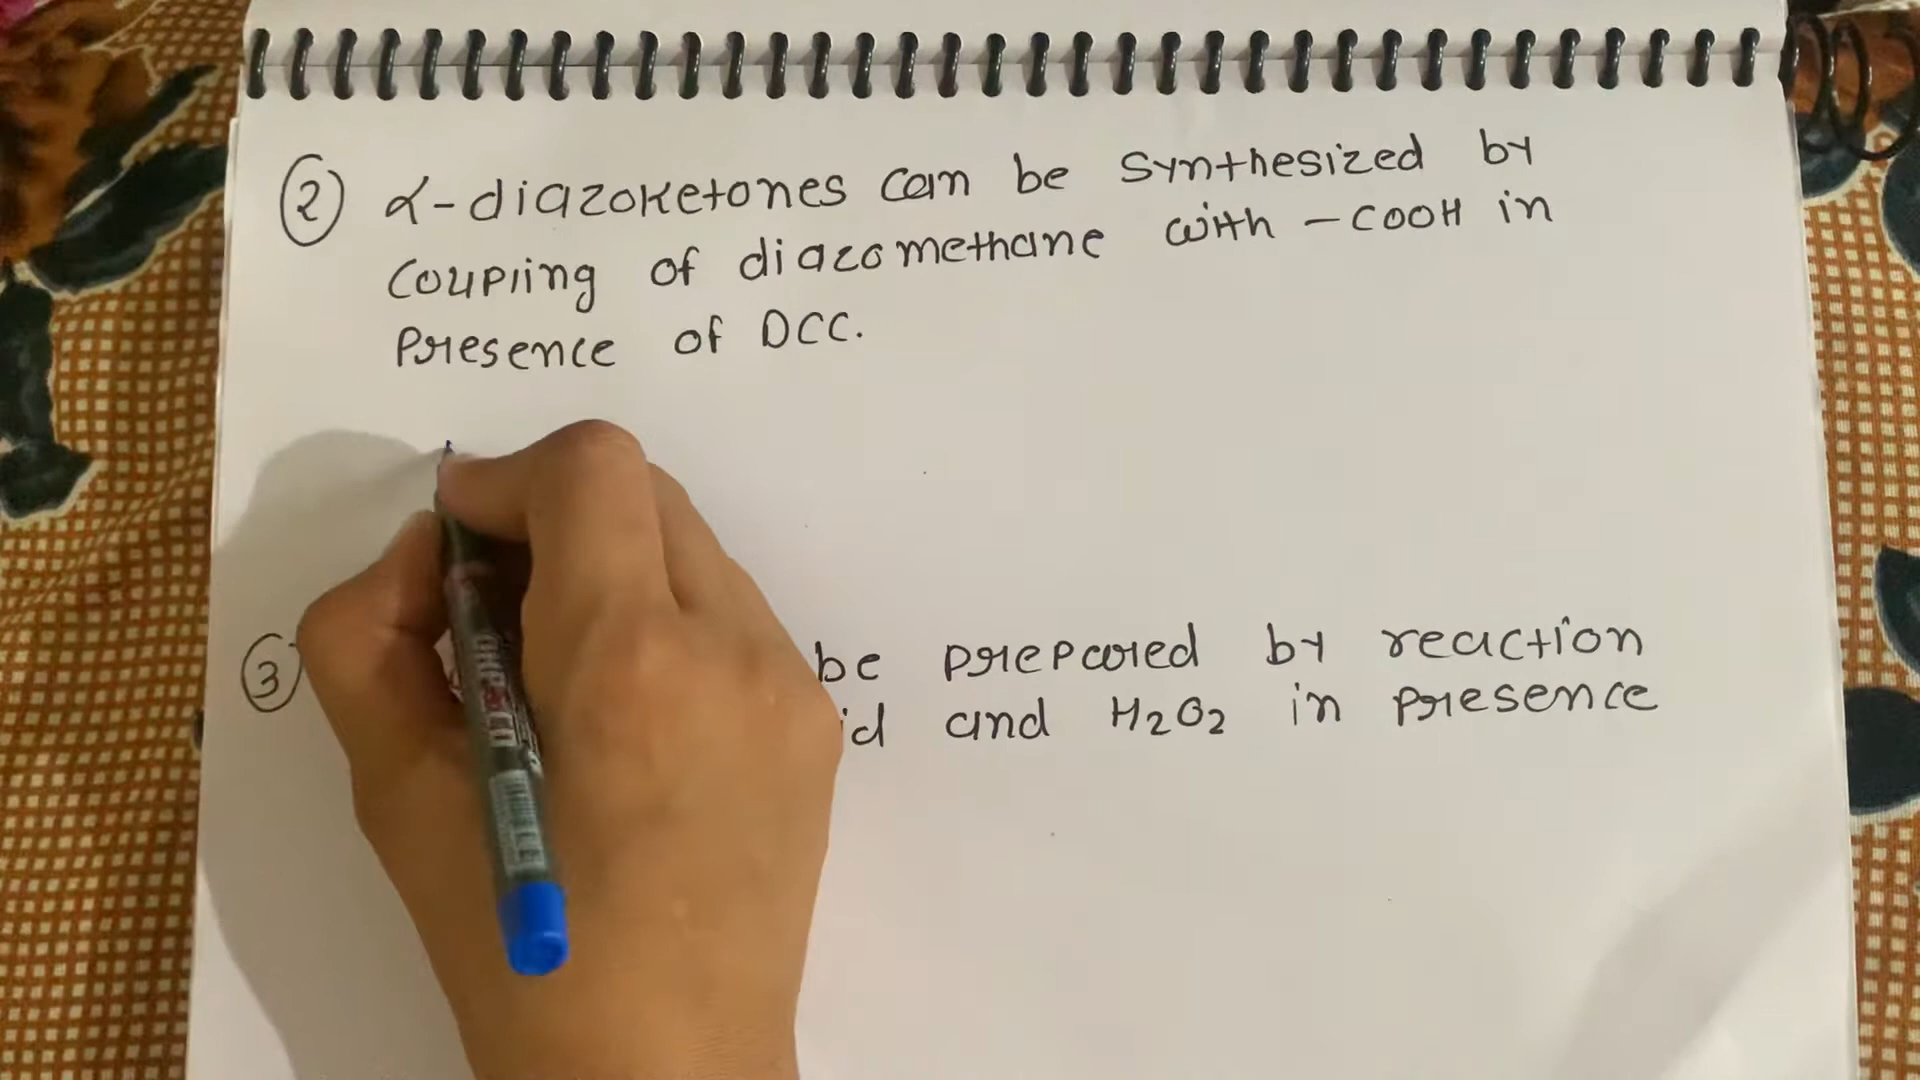 ② α-diazoketones can be synthesized by
coupling of diazomethane with -COOH in
presence of DCC.
③ be prepared by reaction
and H2O2 in presence